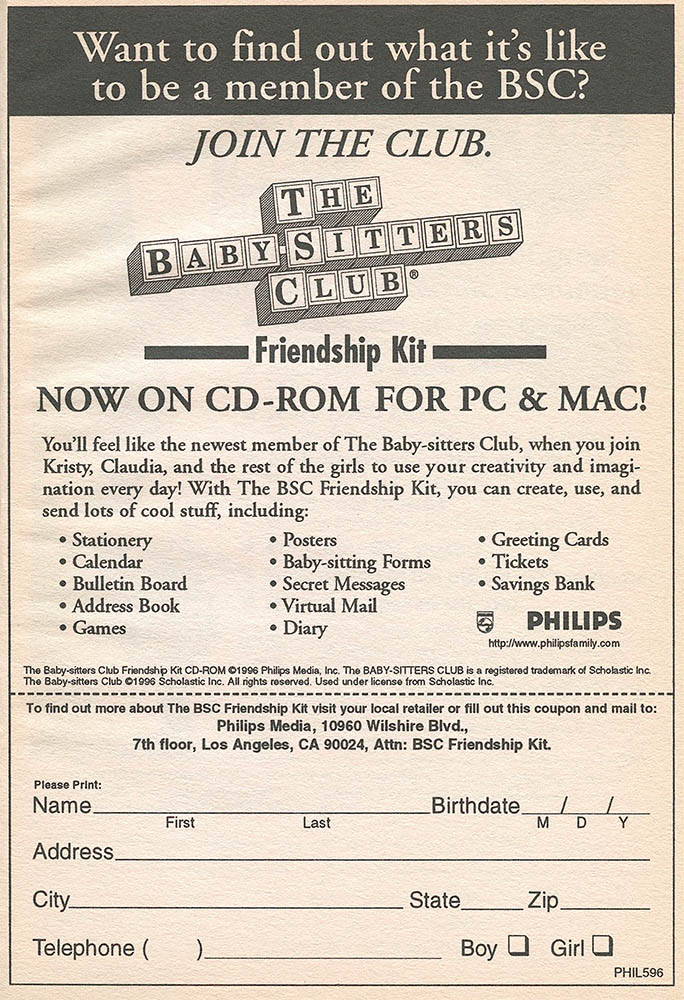 Want to find out what it's like
to be a member of the BSC?
JOIN THE CLUB.
THE
BABY-SITTERS
CLUB®
Friendship Kit
NOW ON CD-ROM FOR PC & MAC!
You'll feel like the newest member of The Baby-sitters Club, when you join
Kristy, Claudia, and the rest of the girls to use your creativity and imagi-
nation every day! With The BSC Friendship Kit, you can create, use, and
send lots of cool stuff, including:
• Stationery
• Calendar
• Bulletin Board
• Address Book
• Games
• Posters
• Baby-sitting Forms
• Secret Messages
• Virtual Mail
• Diary
• Greeting Cards
• Tickets
• Savings Bank
PHILIPS
http://www.philipsfamily.com
The Baby-sitters Club Friendship Kit CD-ROM ©1996 Philips Media, Inc. The BABY-SITTERS CLUB is a registered trademark of Scholastic Inc.
The Baby-sitters Club ©1996 Scholastic Inc. All rights reserved. Used under license from Scholastic Inc.
To find out more about The BSC Friendship Kit visit your local retailer or fill out this coupon and mail to:
Philips Media, 10960 Wilshire Blvd.,
7th floor, Los Angeles, CA 90024, Attn: BSC Friendship Kit.
Please Print:
Name Birthdate / /
First Last M D Y
Address
City State Zip
Telephone ( ) Boy Girl
PHIL596